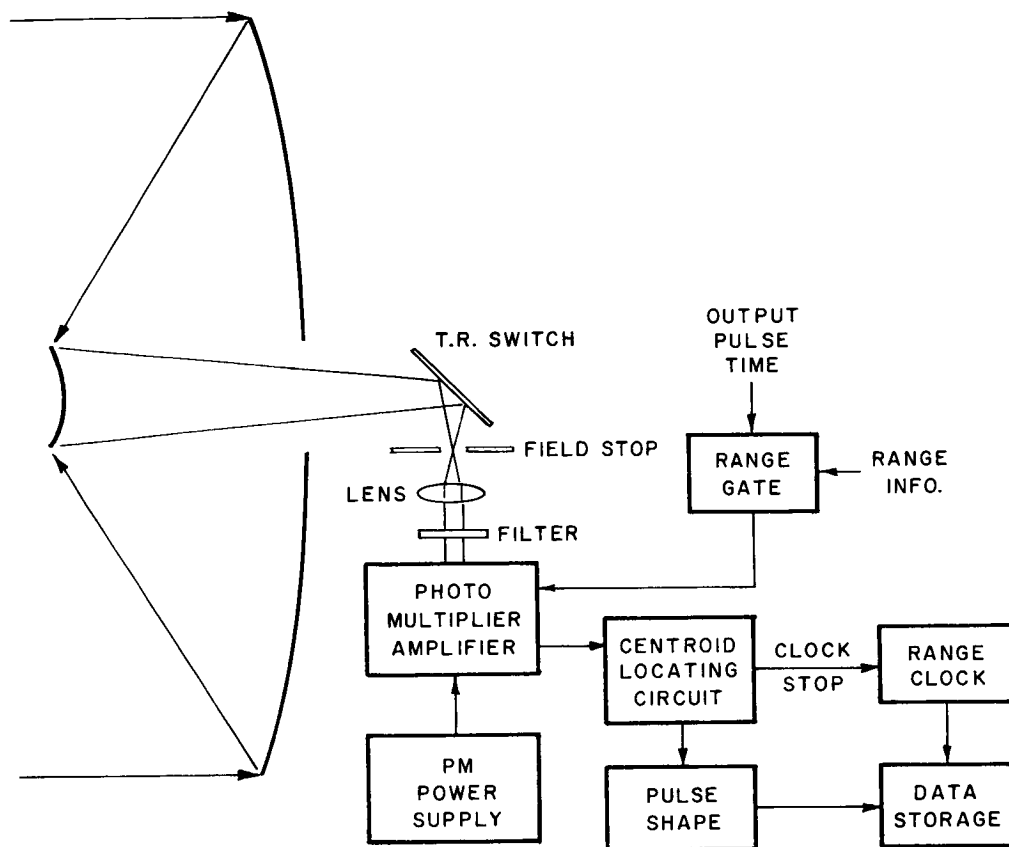 T.R. SWITCH
OUTPUT
PULSE
TIME
FIELD STOP
RANGE
GATE
RANGE
INFO.
LENS
FILTER
PHOTO
MULTIPLIER
AMPLIFIER
CENTROID
LOCATING
CIRCUIT
CLOCK
STOP
RANGE
CLOCK
PM
POWER
SUPPLY
PULSE
SHAPE
DATA
STORAGE